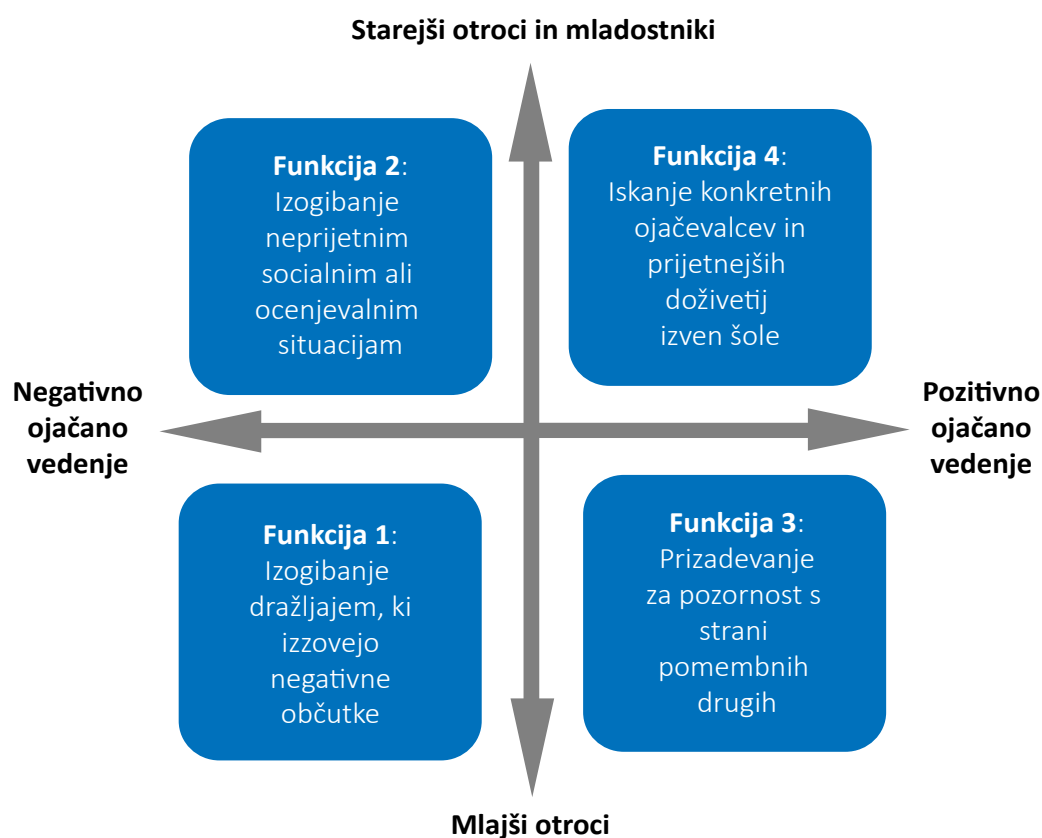 Starejši otroci in mladostniki
Funkcija 2:
Izogibanje
neprijetnim
socialnim ali
ocenjevalnim
situacijam
Funkcija 4:
Iskanje konkretnih
ojačevalcev in
prijetnejših
doživetij
izven šole
Negativno
ojačano
vedenje
Pozitivno
ojačano
vedenje
Funkcija 1:
Izogibanje
dražljajem, ki
izzovejo
negativne
občutke
Funkcija 3:
Prizadevanje
za pozornost s
strani
pomembnih
drugih
Mlajši otroci